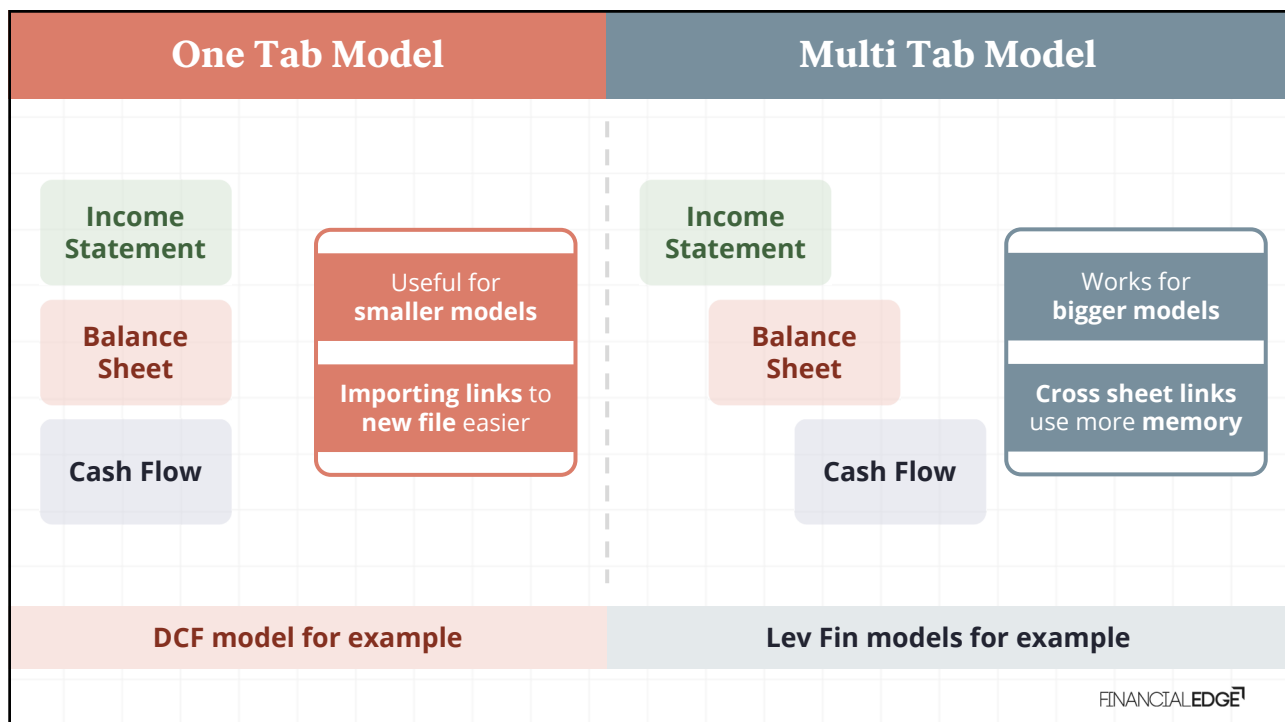 One Tab Model
Multi Tab Model
Income
Statement
Balance
Sheet
Cash Flow
Useful for
smaller models
Importing links to
new file easier
Income
Statement
Balance
Sheet
Cash Flow
Works for
bigger models
Cross sheet links
use more memory
DCF model for example
Lev Fin models for example
FINANCIALEDGE